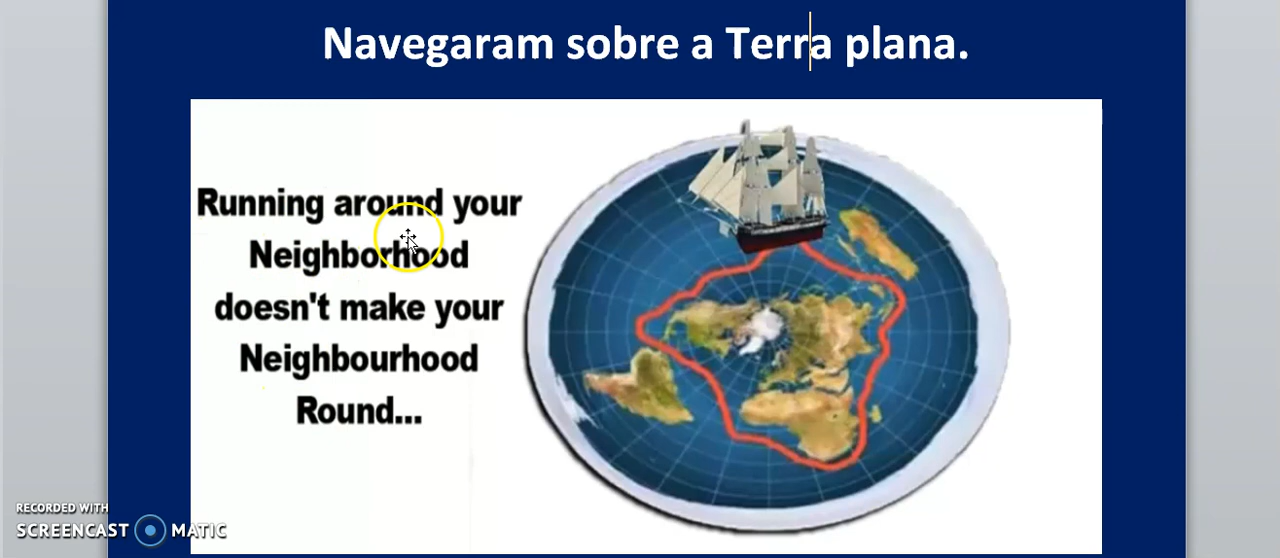 Navegaram sobre a Terra plana.
Running around your
Neighborhood
doesn't make your
Neighbourhood
Round...
RECORDED WITH
SCREENCAST MATIC